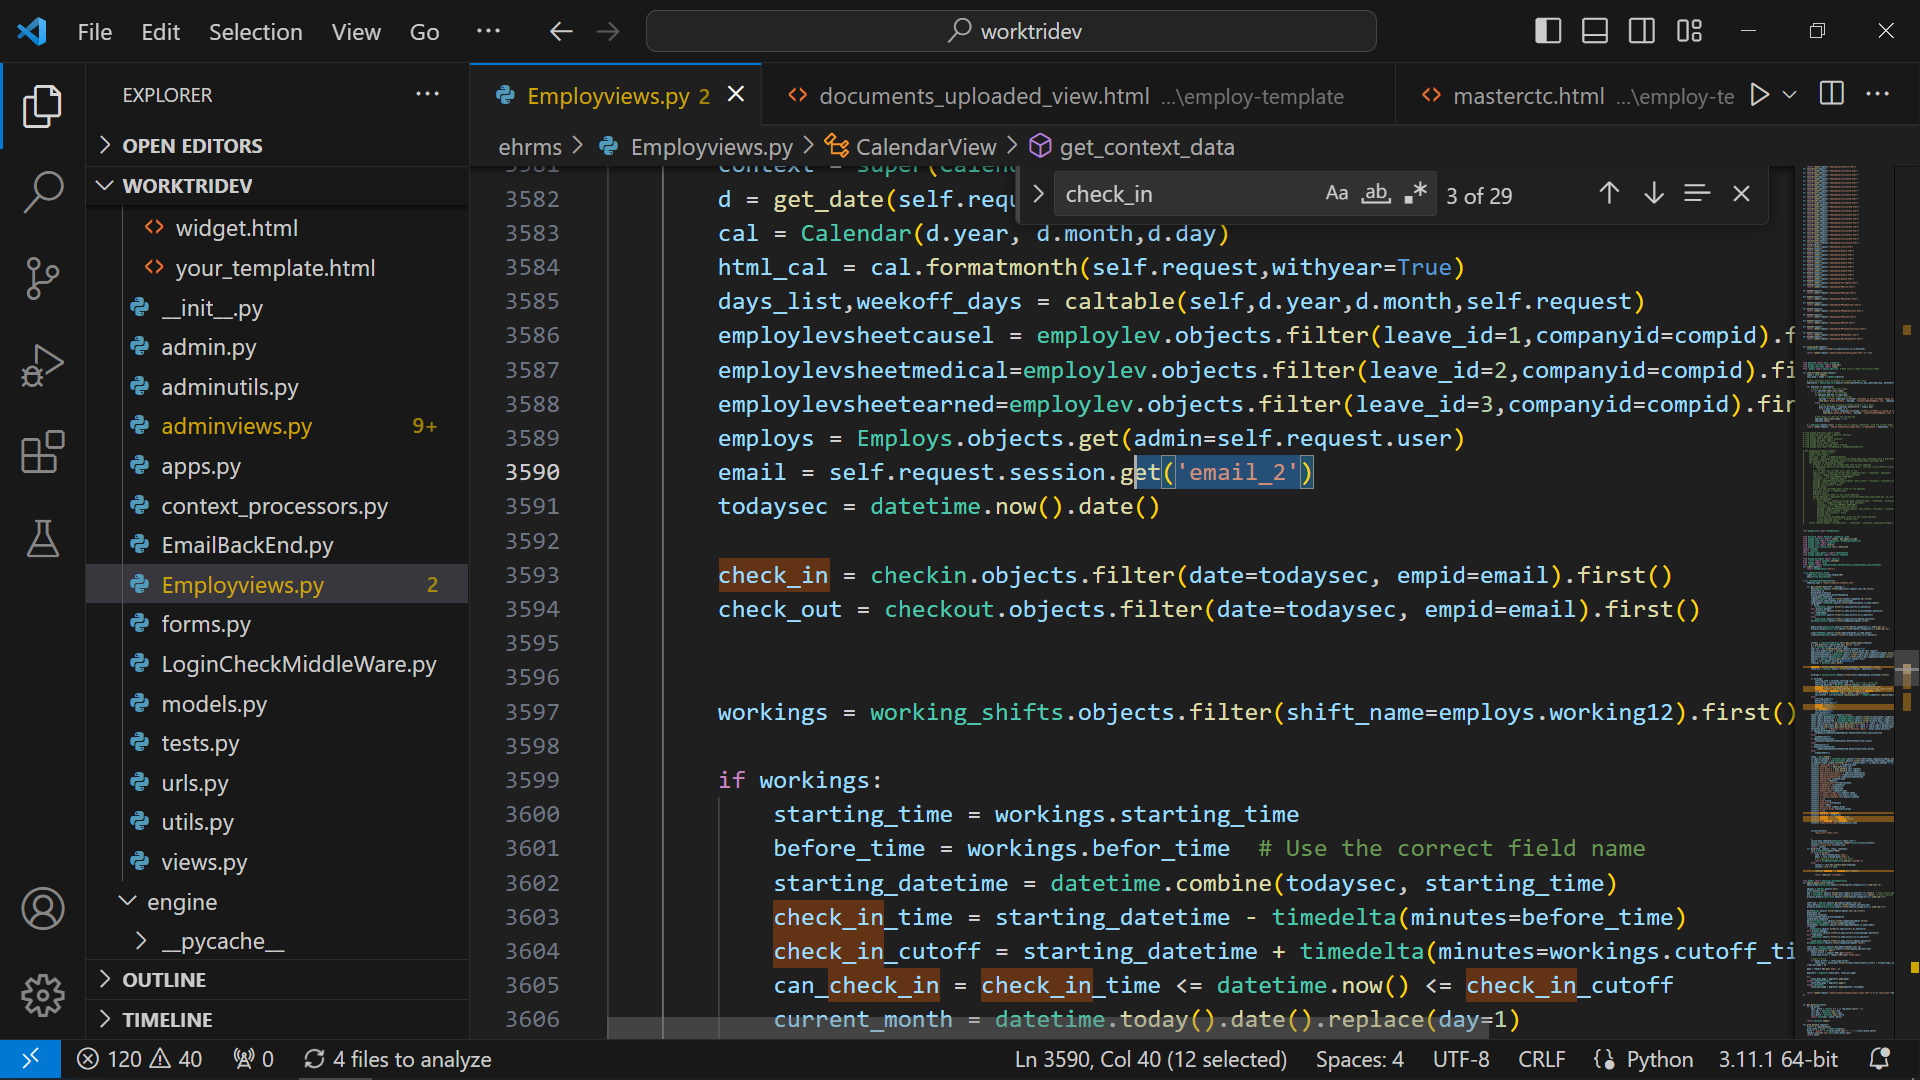 File Edit Selection View Go ··· worktridev
EXPLORER ···
OPEN EDITORS
WORKTRIDEV
widget.html
your_template.html
__init__.py
admin.py
adminutils.py
adminviews.py 9+
apps.py
context_processors.py
EmailBackEnd.py
Employviews.py 2
forms.py
LoginCheckMiddleWare.py
models.py
tests.py
urls.py
utils.py
views.py
engine
__pycache__
OUTLINE
TIMELINE
Employviews.py 2 documents_uploaded_view.html ...\employ-template masterctc.html ...\employ-te ···
ehrms > Employviews.py > CalendarView > get_context_data
check_in Aa ab .* 3 of 29
3581 context = super(Calend
3582 d = get_date(self.requ
3583 cal = Calendar(d.year, d.month,d.day)
3584 html_cal = cal.formatmonth(self.request,withyear=True)
3585 days_list,weekoff_days = caltable(self,d.year,d.month,self.request)
3586 employlevsheetcausel = employlev.objects.filter(leave_id=1,companyid=compid).f
3587 employlevsheetmedical=employlev.objects.filter(leave_id=2,companyid=compid).fi
3588 employlevsheetearned=employlev.objects.filter(leave_id=3,companyid=compid).fir
3589 employs = Employs.objects.get(admin=self.request.user)
3590 email = self.request.session.get('email_2')
3591 todaysec = datetime.now().date()
3592
3593 check_in = checkin.objects.filter(date=todaysec, empid=email).first()
3594 check_out = checkout.objects.filter(date=todaysec, empid=email).first()
3595
3596
3597 workings = working_shifts.objects.filter(shift_name=employs.working12).first()
3598
3599 if workings:
3600 starting_time = workings.starting_time
3601 before_time = workings.befor_time # Use the correct field name
3602 starting_datetime = datetime.combine(todaysec, starting_time)
3603 check_in_time = starting_datetime - timedelta(minutes=before_time)
3604 check_in_cutoff = starting_datetime + timedelta(minutes=workings.cutoff_ti
3605 can_check_in = check_in_time <= datetime.now() <= check_in_cutoff
3606 current_month = datetime.today().date().replace(day=1)
120 40 0 4 files to analyze Ln 3590, Col 40 (12 selected) Spaces: 4 UTF-8 CRLF Python 3.11.1 64-bit